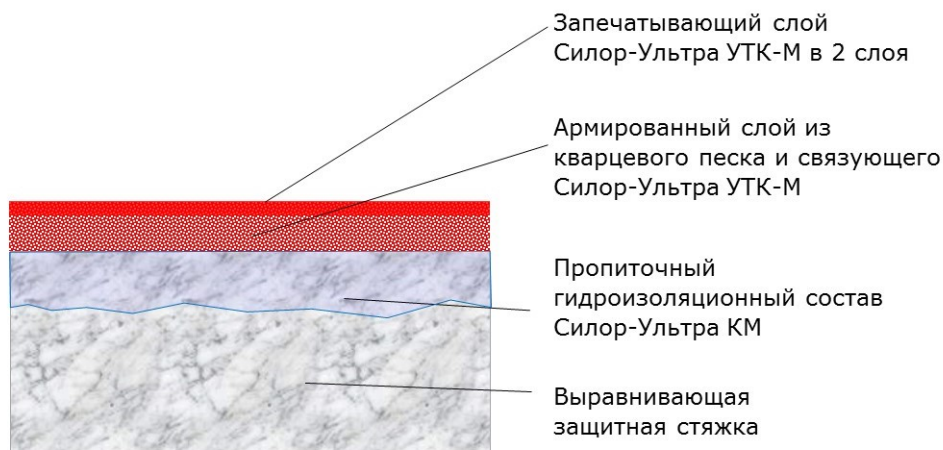 Запечатывающий слой
Силор-Ультра УТК-М в 2 слоя
Армированный слой из
кварцевого песка и связующего
Силор-Ультра УТК-М
Пропиточный
гидроизоляционный состав
Силор-Ультра КМ
Выравнивающая
защитная стяжка